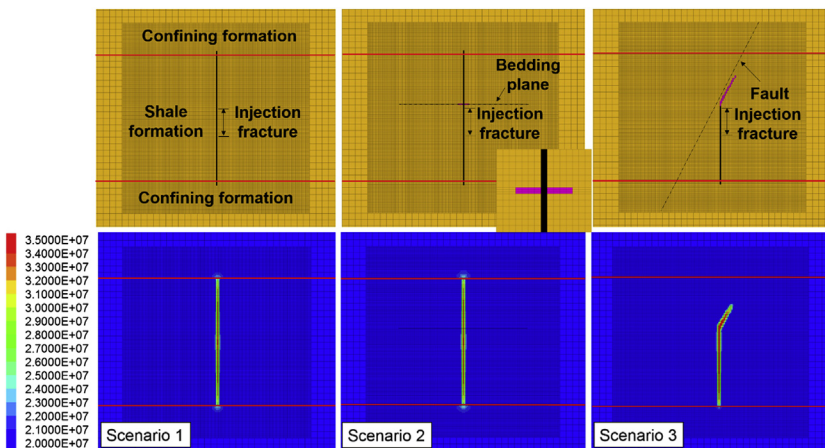 Confining formation
Shale formation
Injection fracture
Confining formation
Bedding plane
Injection fracture
Fault
Injection fracture
3.5000E+07
3.4000E+07
3.3000E+07
3.2000E+07
3.1000E+07
3.0000E+07
2.9000E+07
2.8000E+07
2.7000E+07
2.6000E+07
2.5000E+07
2.4000E+07
2.3000E+07
2.2000E+07
2.1000E+07
2.0000E+07
Scenario 1
Scenario 2
Scenario 3